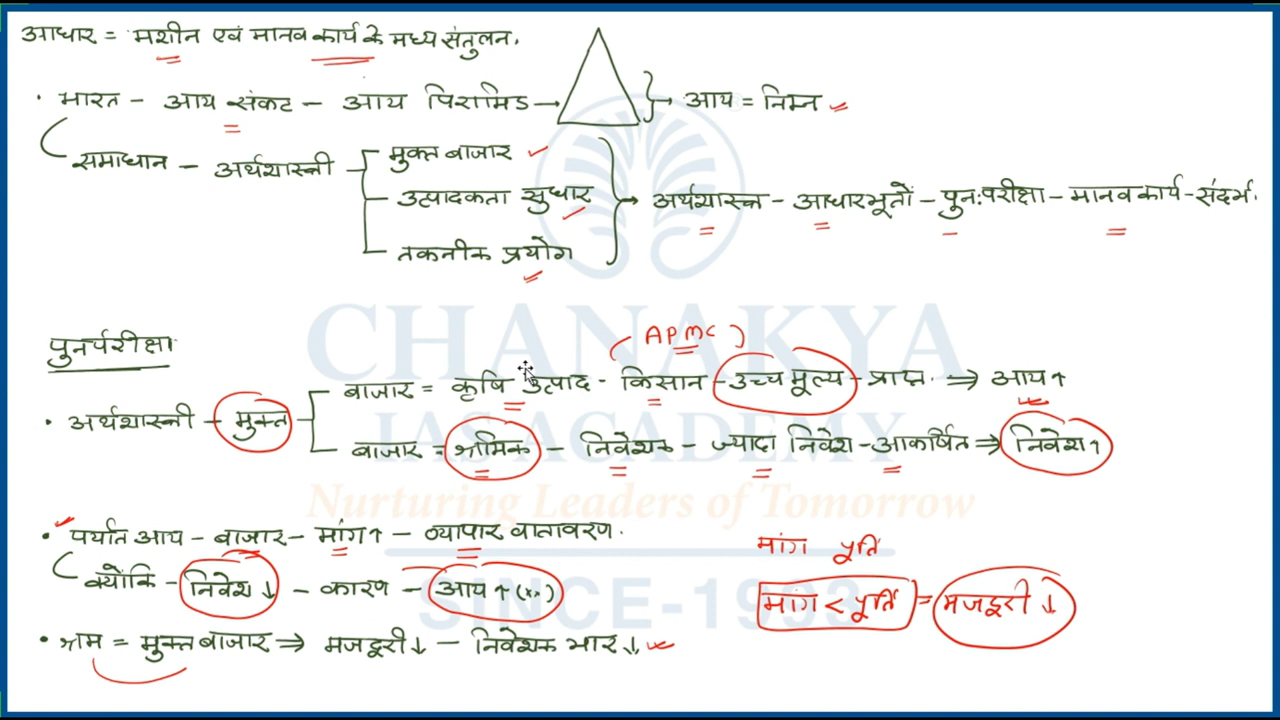 आधार = मशीन एवं मानव कार्य के मध्य संतुलन.
• भारत - आय संकट - आय पिरामिड → } → आय = निम्न
समाधान - अर्थशास्त्री
मुक्त बाजार
उत्पादकता सुधार → अर्थशास्त्र - आधारभूतों - पुन:परीक्षा - मानव कार्य - संदर्भ.
तकनीक प्रयोग
पुनर्परीक्षा
(APMC)
बाजार = कृषि उत्पाद - किसान - उच्च मूल्य - प्राप्त. ⇒ आय↑
• अर्थशास्त्री - मुक्त
बाजार = श्रमिक - निवेशक - ज्यादा निवेश - आकर्षित ⇒ निवेश↑
• पर्याप्त आय - बाजार - मांग↑ - व्यापार वातावरण.
मांग पूर्ति
क्योंकि - निवेश↓ - कारण - आय↑(x)
मांग < पूर्ति = मजदूरी↓
• श्रम = मुक्त बाजार ⇒ मजदूरी↓ - निवेशक भार↓
CHANAKYA
IAS ACADEMY
Nurturing Leaders of Tomorrow
SINCE-1993